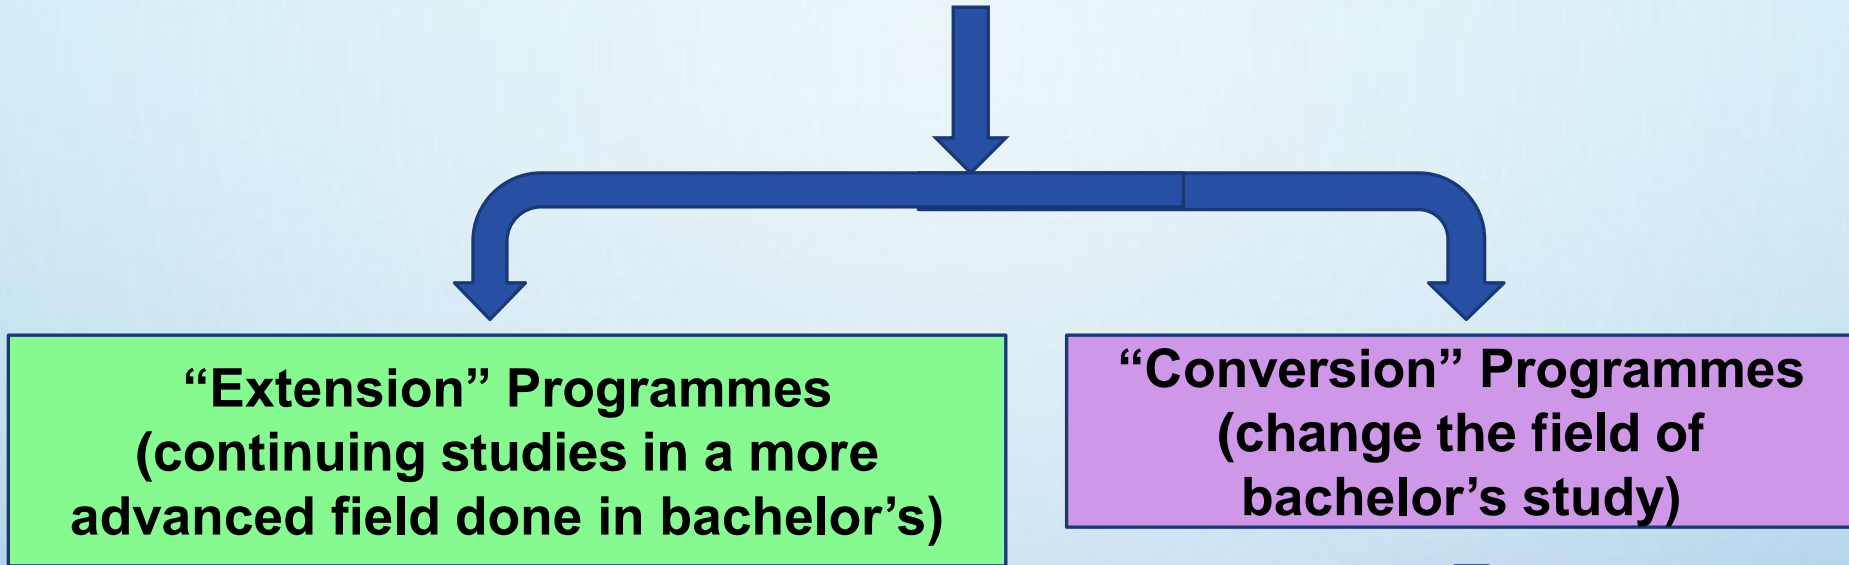 “Extension” Programmes
(continuing studies in a more
advanced field done in bachelor’s)
“Conversion” Programmes
(change the field of
bachelor’s study)